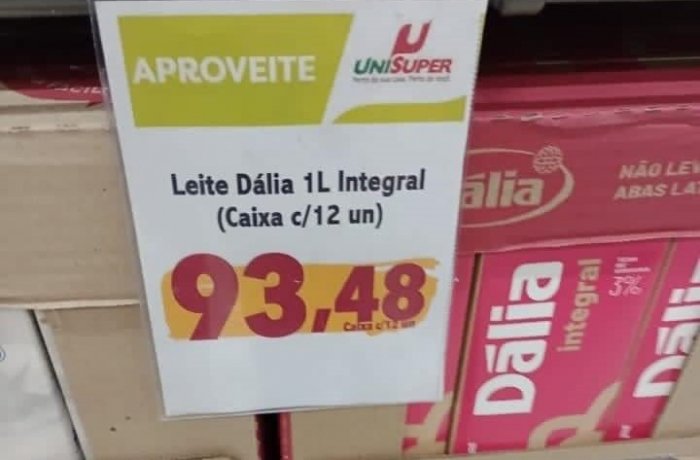 APROVEITE
UNISUPER
Leite Dália 1L Integral
(Caixa c/12 un)
93,48
Caixa c/12 un
ália
NÃO LEV
ABAS LAT
Dália
integral
3%
Dália